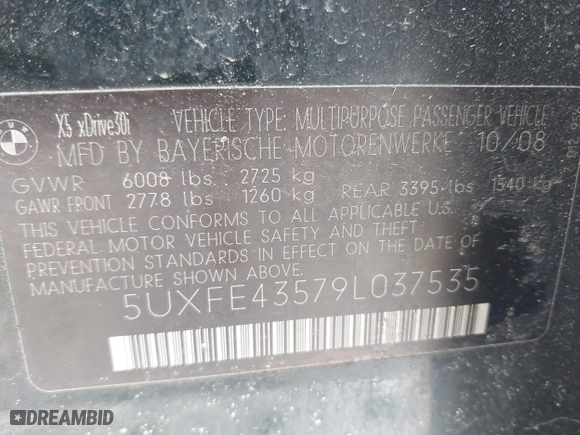 X5 xDrive30i VEHICLE TYPE: MULTIPURPOSE PASSENGER VEHICLE
MFD BY BAYERISCHE MOTORENWERKE 10/08
GVWR 6008 lbs 2725 kg
GAWR FRONT 2778 lbs 1260 kg REAR 3395 lbs 1540 kg
THIS VEHICLE CONFORMS TO ALL APPLICABLE U.S.
FEDERAL MOTOR VEHICLE SAFETY AND THEFT
PREVENTION STANDARDS IN EFFECT ON THE DATE OF
MANUFACTURE SHOWN ABOVE.
5UXFE43579L037535
DREAMBID